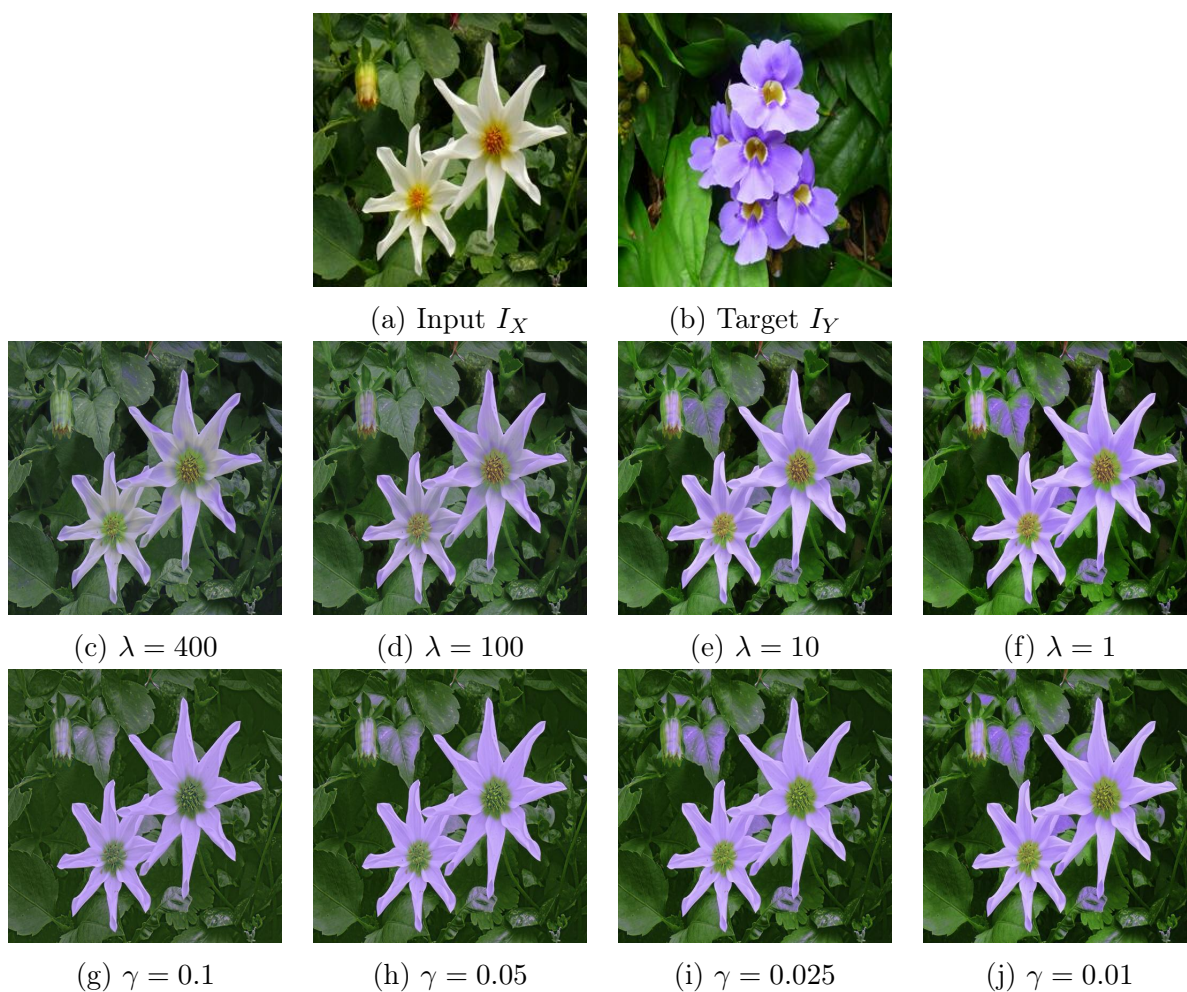 (a) Input I_X
(b) Target I_Y
(c) λ = 400
(d) λ = 100
(e) λ = 10
(f) λ = 1
(g) γ = 0.1
(h) γ = 0.05
(i) γ = 0.025
(j) γ = 0.01